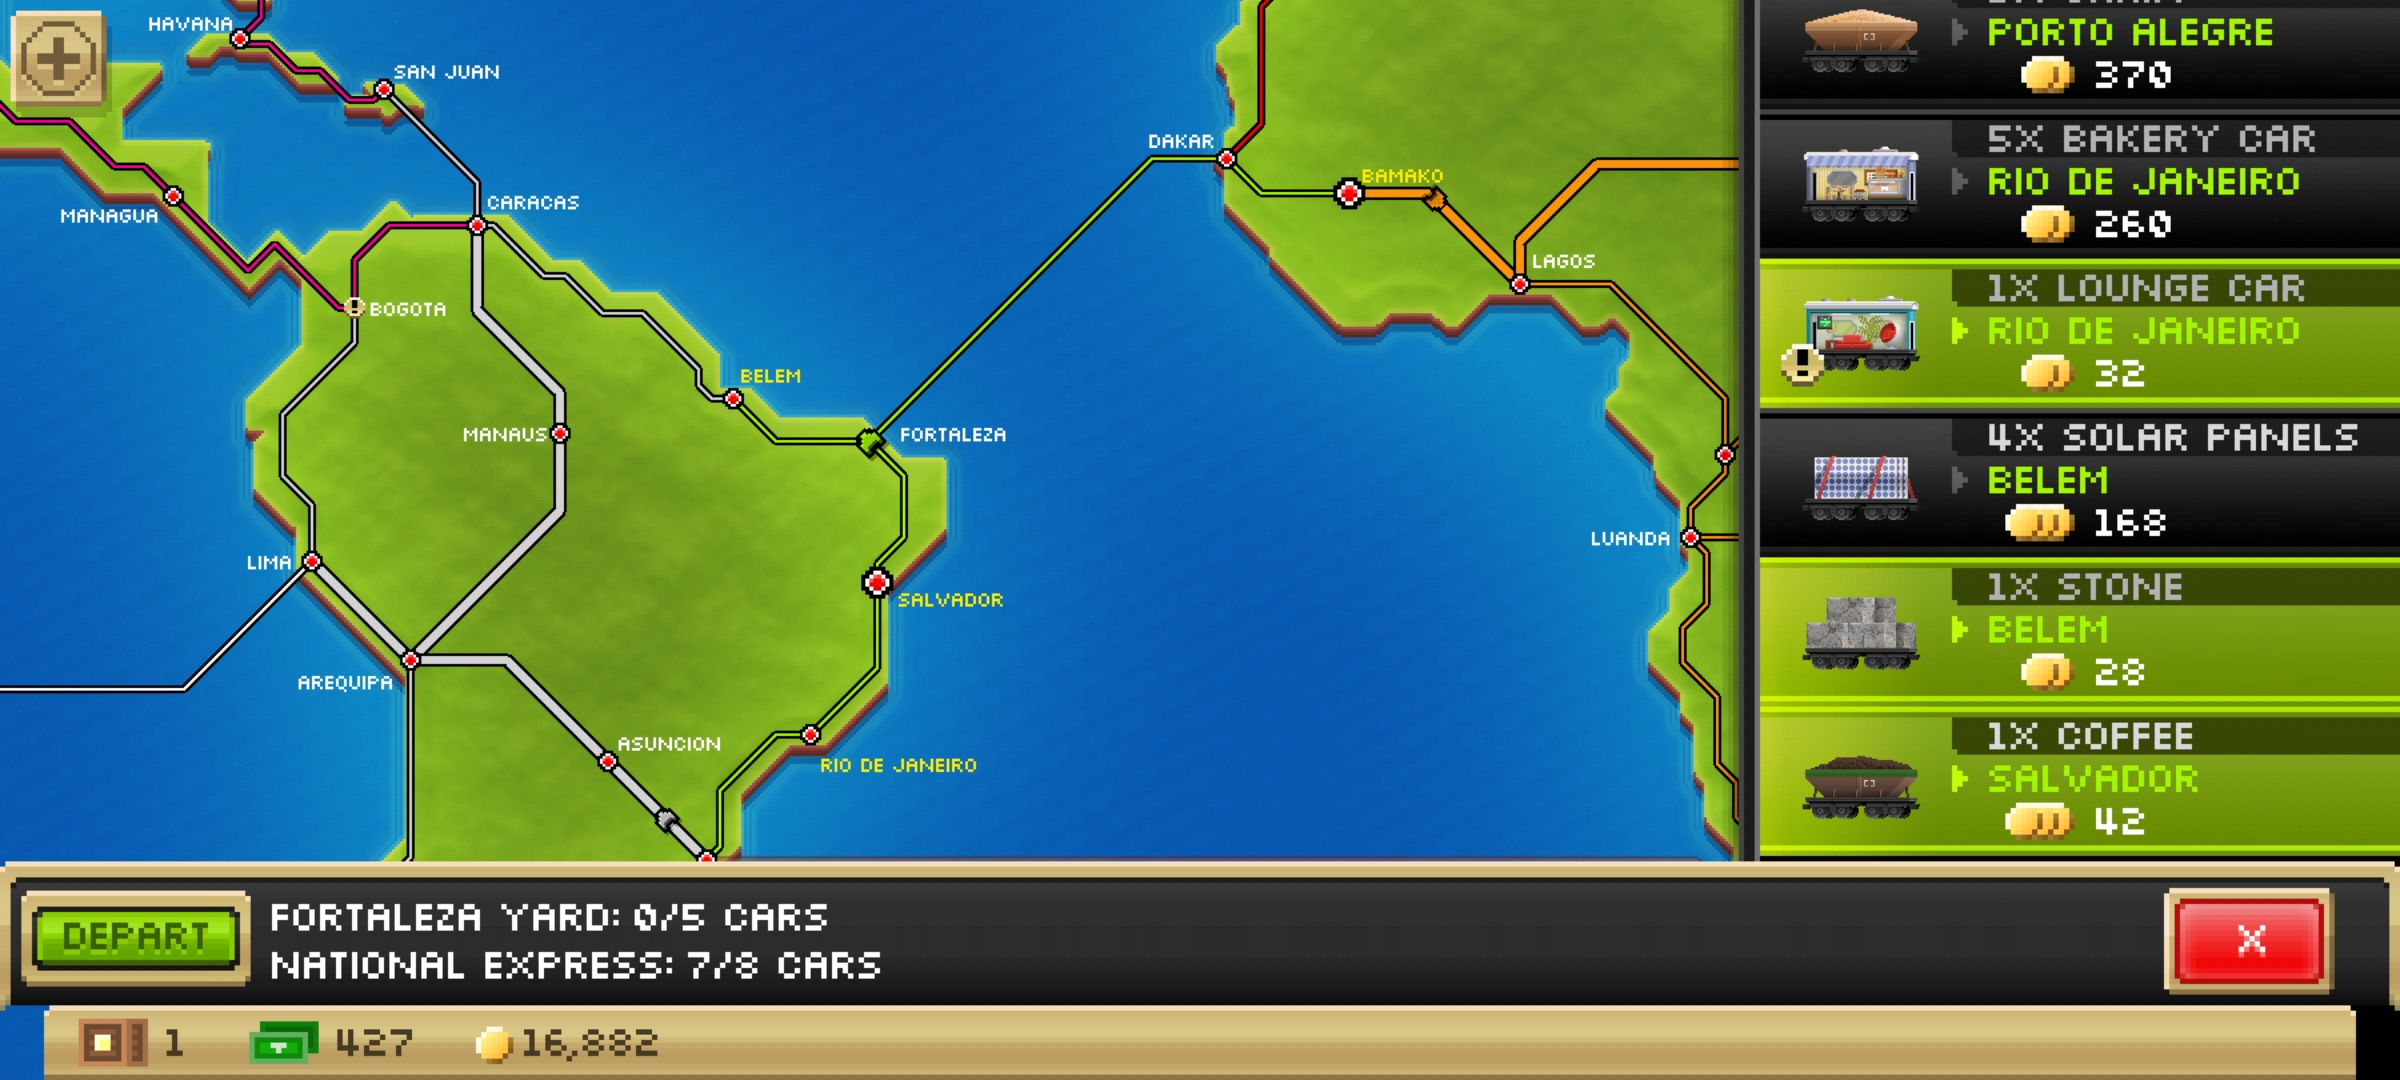 HAVANA
SAN JUAN
MANAGUA
CARACAS
BOGOTA
MANAUS
BELEM
FORTALEZA
LIMA
SALVADOR
AREQUIPA
ASUNCION
RIO DE JANEIRO
DAKAR
BAMAKO
LAGOS
LUANDA
PORTO ALEGRE
370
5X BAKERY CAR
RIO DE JANEIRO
260
1X LOUNGE CAR
RIO DE JANEIRO
32
4X SOLAR PANELS
BELEM
168
1X STONE
BELEM
28
1X COFFEE
SALVADOR
42
DEPART
FORTALEZA YARD: 0/5 CARS
NATIONAL EXPRESS: 7/8 CARS
X
1
427
16,882